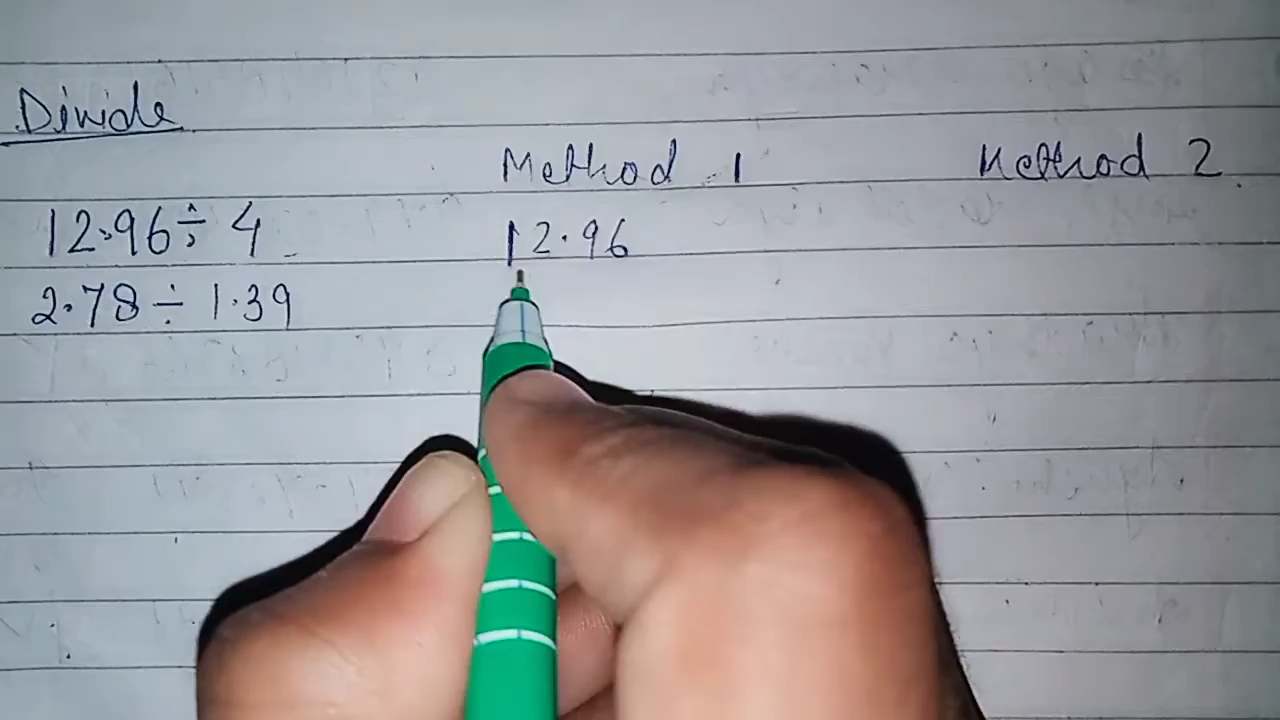 Divide
Method 1
Method 2
12.96 ÷ 4
12.96
2.78 ÷ 1.39